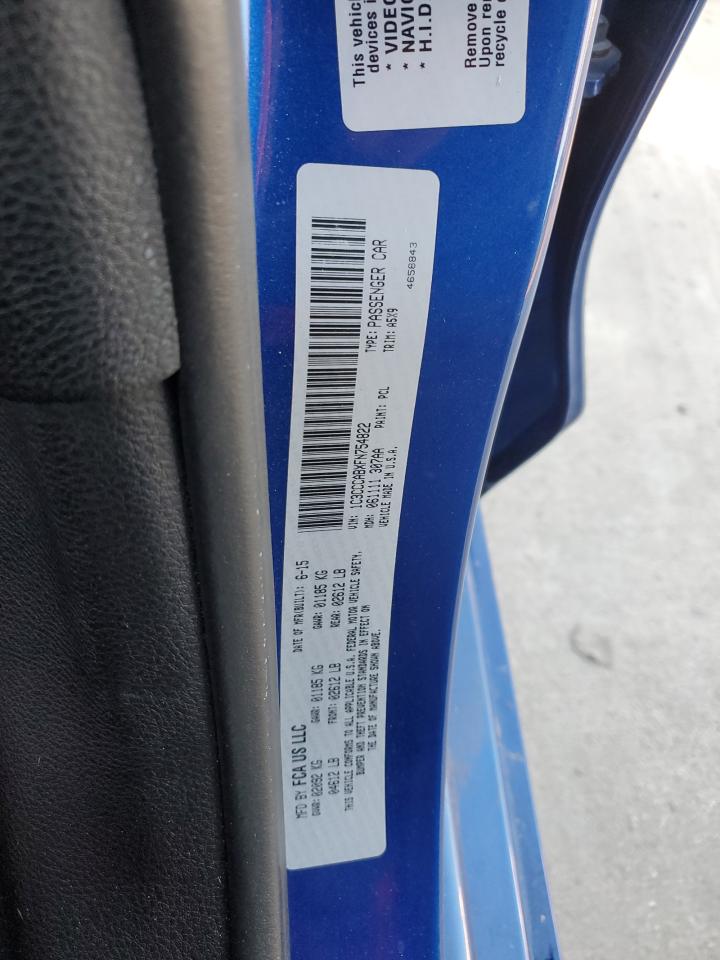 This vehic
devices i
* VIDEO
* NAVIG
* H.I.D
Remove
Upon rep
recycle o
MFD BY FCA US LLC
DATE OF MFR(BUILT): 6-15
GVWR: 02092 KG
GAWR: 01185 KG
GAWR: 01185 KG
04612 LB
FRONT: 02612 LB
REAR: 02612 LB
THIS VEHICLE CONFORMS TO ALL APPLICABLE U.S.A. FEDERAL MOTOR VEHICLE SAFETY,
BUMPER AND THEFT PREVENTION STANDARDS IN EFFECT ON
THE DATE OF MANUFACTURE SHOWN ABOVE.
VIN: 1C3CCCABXFN754822
TYPE: PASSENGER CAR
MDH: 061111 307AA
PAINT: PCL
TRIM: A5X9
VEHICLE MADE IN U.S.A.
4658843